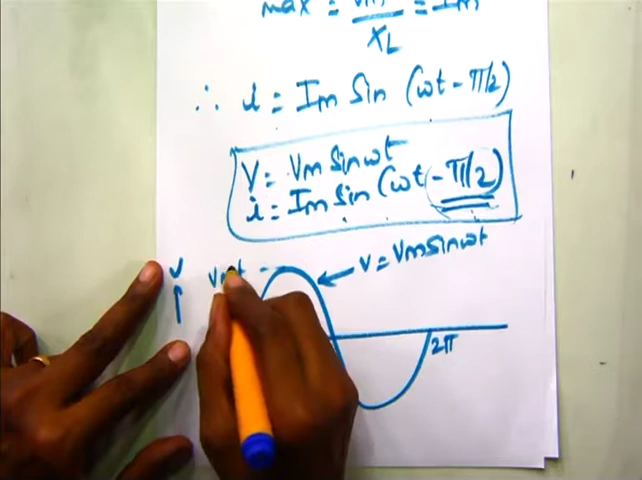 max = Vm/XL = Im
∴ i = Im Sin (ωt - π/2)
V = Vm Sinωt
i = Im Sin (ωt - π/2)
V = Vm sinωt
V
2π